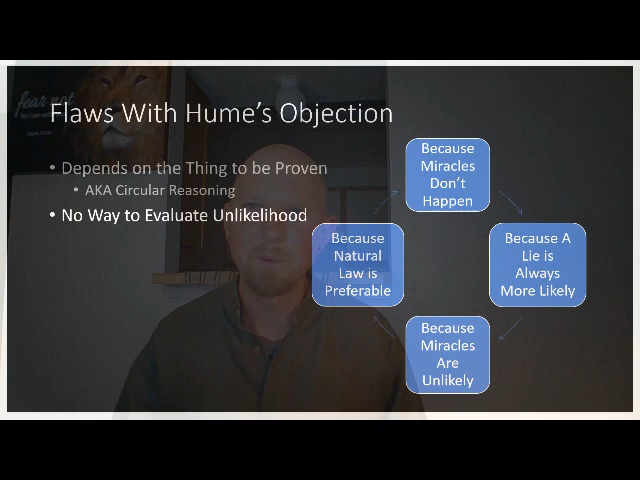 fear not
Flaws With Hume's Objection
• Depends on the Thing to be Proven
• AKA Circular Reasoning
• No Way to Evaluate Unlikelihood
Because
Miracles
Don't
Happen
Because A
Lie is
Always
More Likely
Because
Miracles
Are
Unlikely
Because
Natural
Law is
Preferable